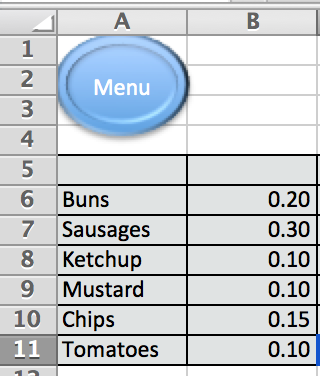 A B
1
Menu
2
3
4
5
6 Buns 0.20
7 Sausages 0.30
8 Ketchup 0.10
9 Mustard 0.10
10 Chips 0.15
11 Tomatoes 0.10